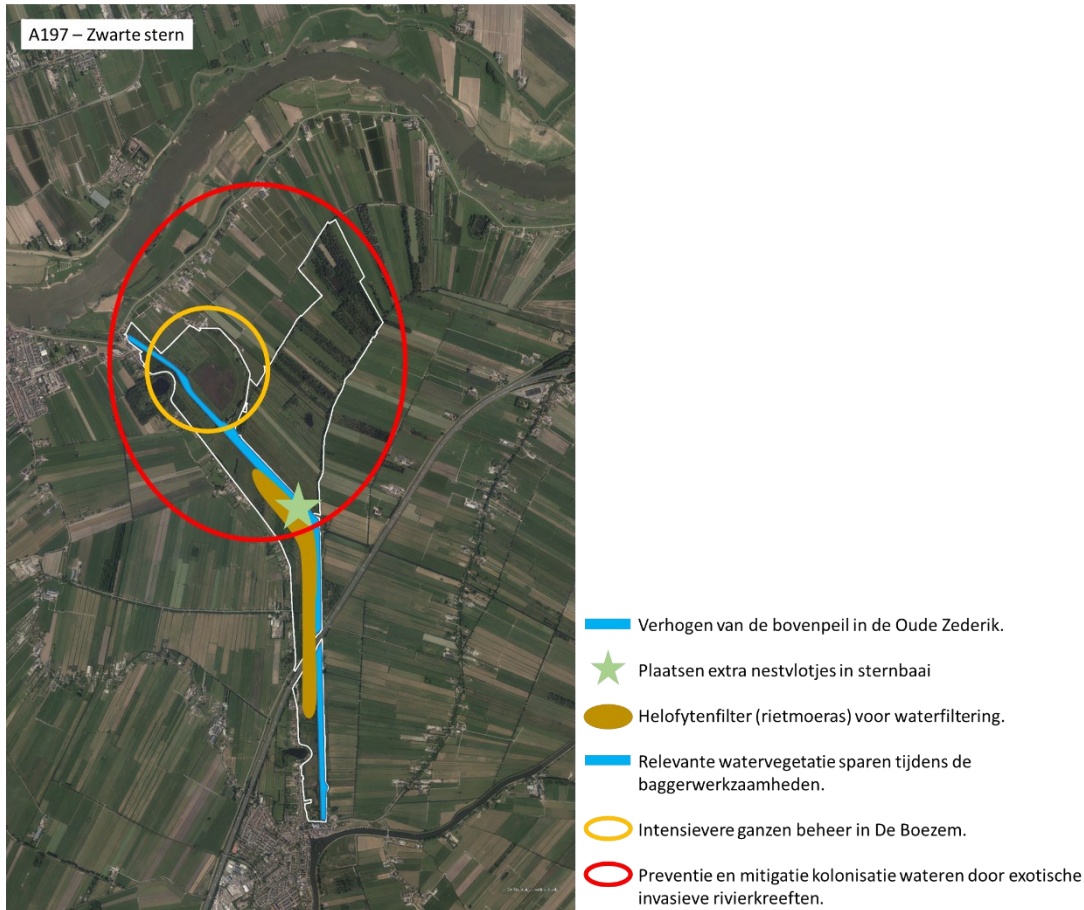 A197 – Zwarte stern
Verhogen van de bovenpeil in de Oude Zederik.
Plaatsen extra nestvlotjes in sternbaai
Helofytenfilter (rietmoeras) voor waterfiltering.
Relevante watervegetatie sparen tijdens de
baggerwerkzaamheden.
Intensievere ganzen beheer in De Boezem.
Preventie en mitigatie kolonisatie wateren door exotische
invasieve rivierkreeften.